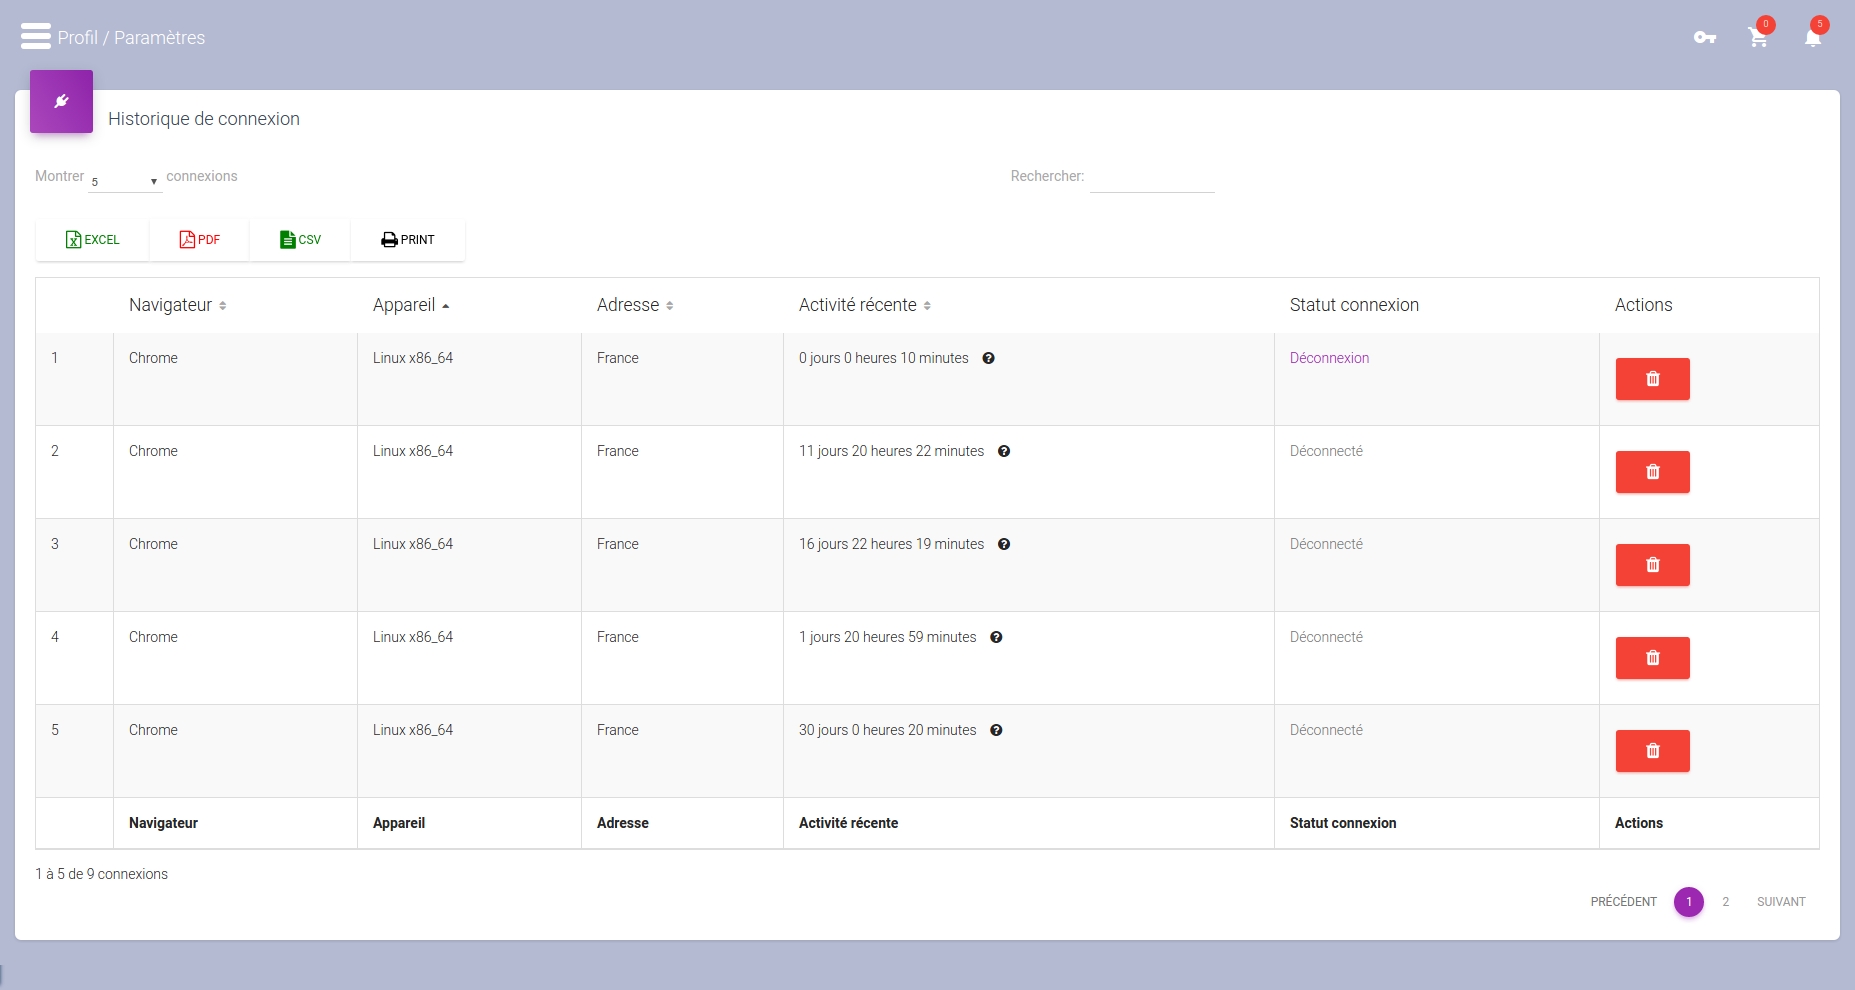 Profil / Paramètres
0
5
Historique de connexion
Montrer 5 connexions
Rechercher:
EXCEL PDF CSV PRINT
Navigateur Appareil Adresse Activité récente Statut connexion Actions
1 Chrome Linux x86_64 France 0 jours 0 heures 10 minutes Déconnexion
2 Chrome Linux x86_64 France 11 jours 20 heures 22 minutes Déconnecté
3 Chrome Linux x86_64 France 16 jours 22 heures 19 minutes Déconnecté
4 Chrome Linux x86_64 France 1 jours 20 heures 59 minutes Déconnecté
5 Chrome Linux x86_64 France 30 jours 0 heures 20 minutes Déconnecté
Navigateur Appareil Adresse Activité récente Statut connexion Actions
1 à 5 de 9 connexions
PRÉCÉDENT 1 2 SUIVANT